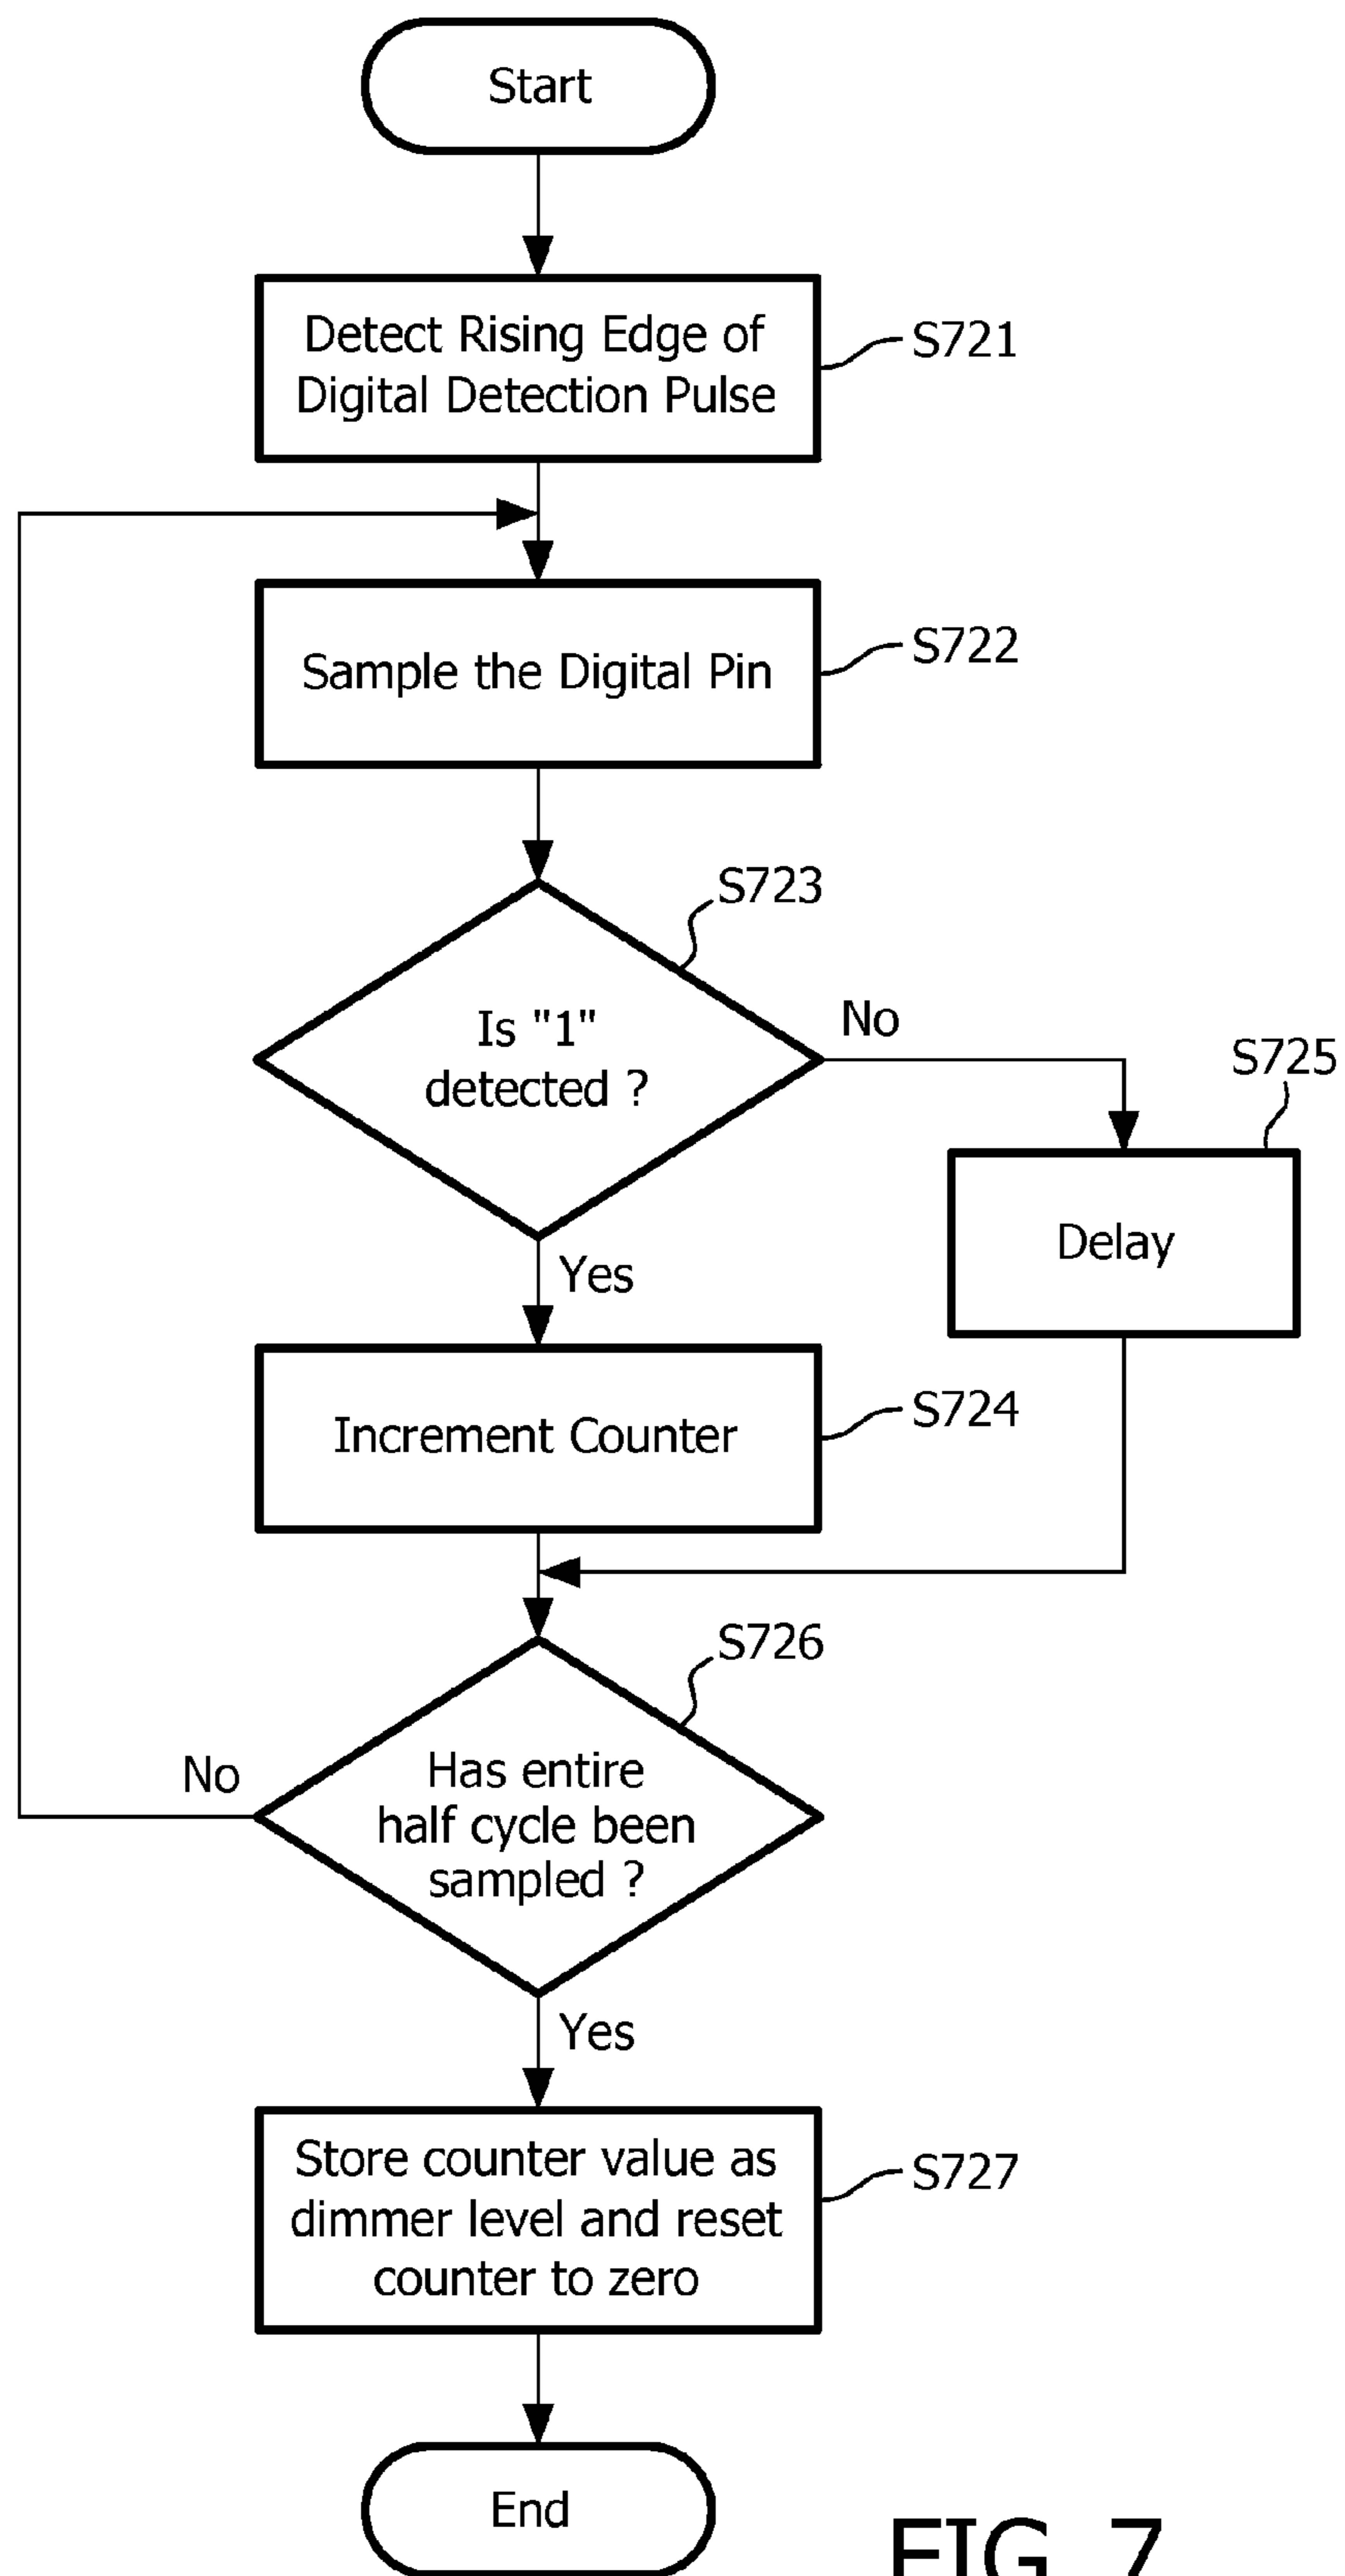 Start
Detect Rising Edge of
Digital Detection Pulse
S721
Sample the Digital Pin
S722
S723
Is "1"
detected ?
No
S725
Delay
Yes
Increment Counter
S724
S726
Has entire
half cycle been
sampled ?
No
Yes
Store counter value as
dimmer level and reset
counter to zero
S727
End
FIG. 7